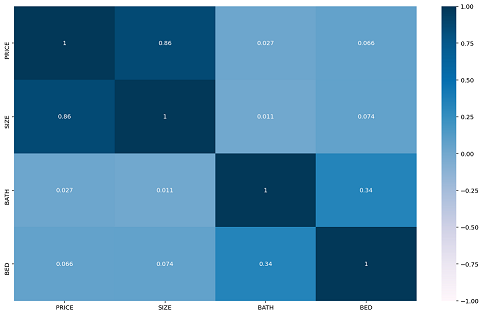 PRICE 1 0.86 0.027 0.066
SIZE 0.86 1 0.011 0.074
BATH 0.027 0.011 1 0.34
BED 0.066 0.074 0.34 1
PRICE SIZE BATH BED
1.00
0.75
0.50
0.25
0.00
−0.25
−0.50
−0.75
−1.00